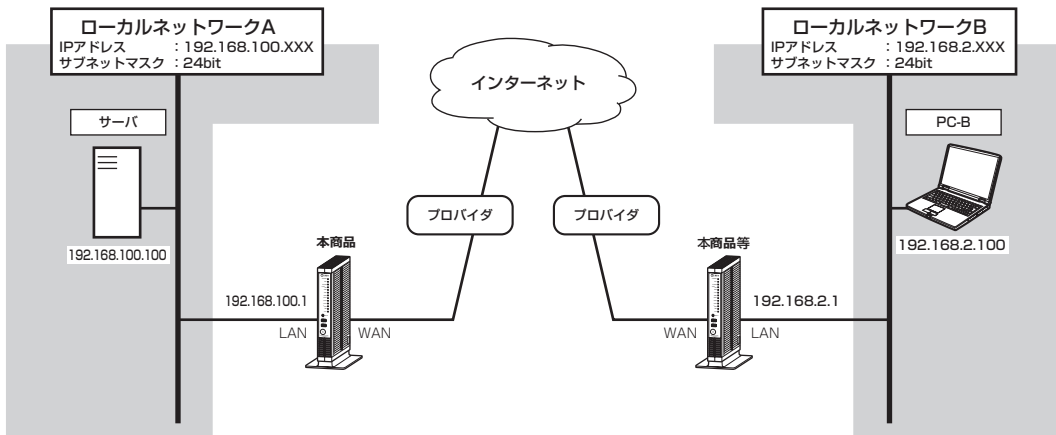 ローカルネットワークA
IPアドレス : 192.168.100.XXX
サブネットマスク : 24bit
ローカルネットワークB
IPアドレス : 192.168.2.XXX
サブネットマスク : 24bit
インターネット
サーバ
PC-B
プロバイダ
プロバイダ
192.168.100.100
192.168.2.100
本商品
本商品等
192.168.100.1
192.168.2.1
LAN
WAN
WAN
LAN